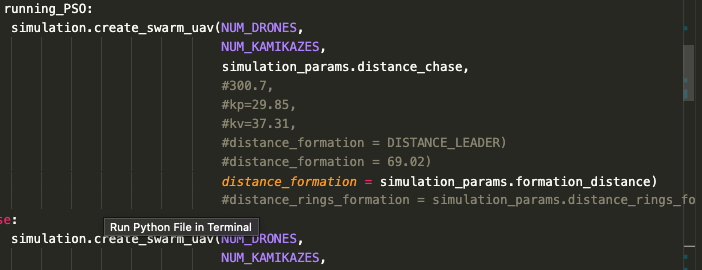 running_PSO:
simulation.create_swarm_uav(NUM_DRONES,
NUM_KAMIKAZES,
simulation_params.distance_chase,
#300.7,
#kp=29.85,
#kv=37.31,
#distance_formation = DISTANCE_LEADER)
#distance_formation = 69.02)
distance_formation = simulation_params.formation_distance)
#distance_rings_formation = simulation_params.distance_rings_fo
se:
Run Python File in Terminal
simulation.create_swarm_uav(NUM_DRONES,
NUM_KAMIKAZES,